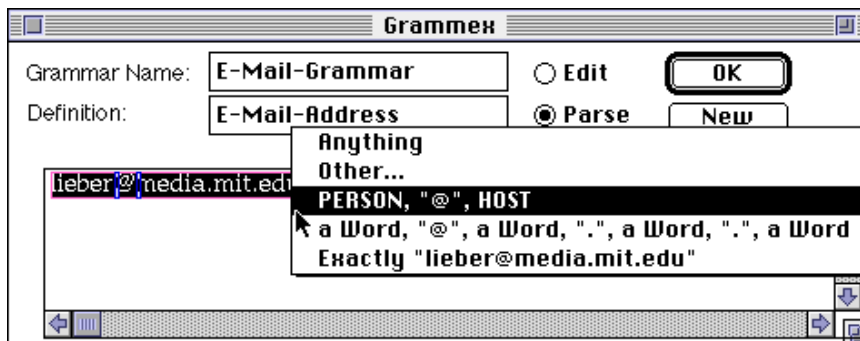 Grammex
Grammar Name: E-Mail-Grammar Edit OK
Definition: E-Mail-Address Parse New
Anything
Other...
lieber@media.mit.edu
PERSON, "@", HOST
a Word, "@", a Word, ".", a Word, ".", a Word
Exactly "lieber@media.mit.edu"